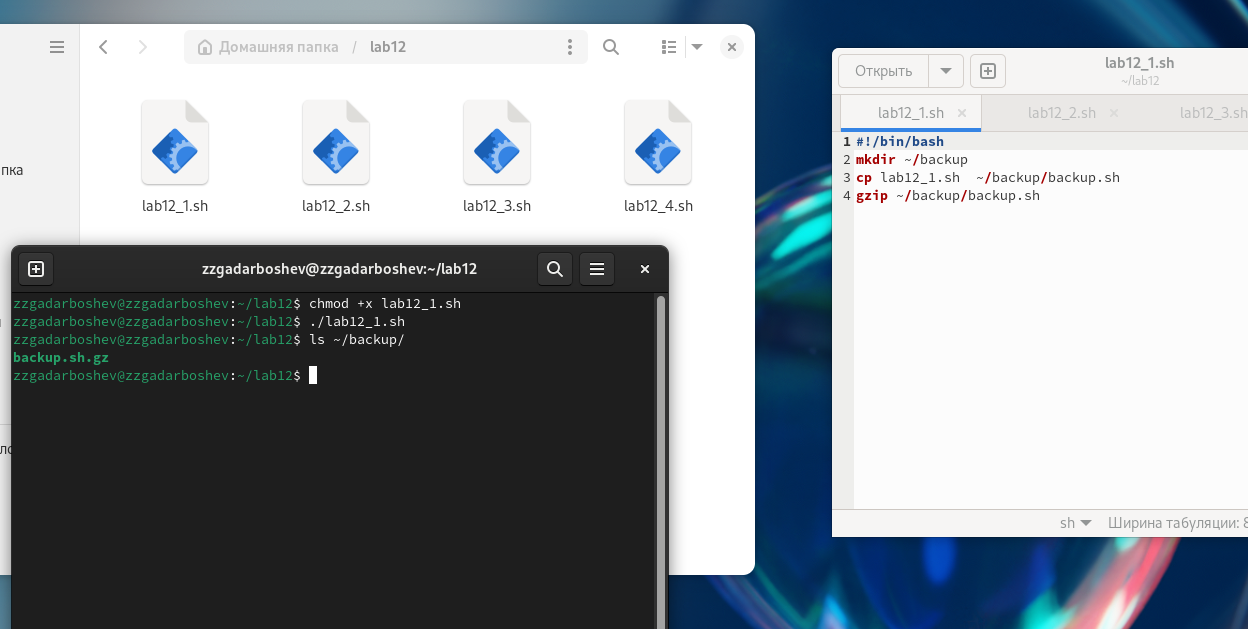 Домашняя папка / lab12
пка
lab12_1.sh
lab12_2.sh
lab12_3.sh
lab12_4.sh
zzgadarboshev@zzgadarboshev:~/lab12
zzgadarboshev@zzgadarboshev:~/lab12$ chmod +x lab12_1.sh
zzgadarboshev@zzgadarboshev:~/lab12$ ./lab12_1.sh
zzgadarboshev@zzgadarboshev:~/lab12$ ls ~/backup/
backup.sh.gz
zzgadarboshev@zzgadarboshev:~/lab12$
Открыть
lab12_1.sh
~/lab12
lab12_1.sh
lab12_2.sh
lab12_3.sh
1 #!/bin/bash
2 mkdir ~/backup
3 cp lab12_1.sh  ~/backup/backup.sh
4 gzip ~/backup/backup.sh
sh
Ширина табуляции: 8